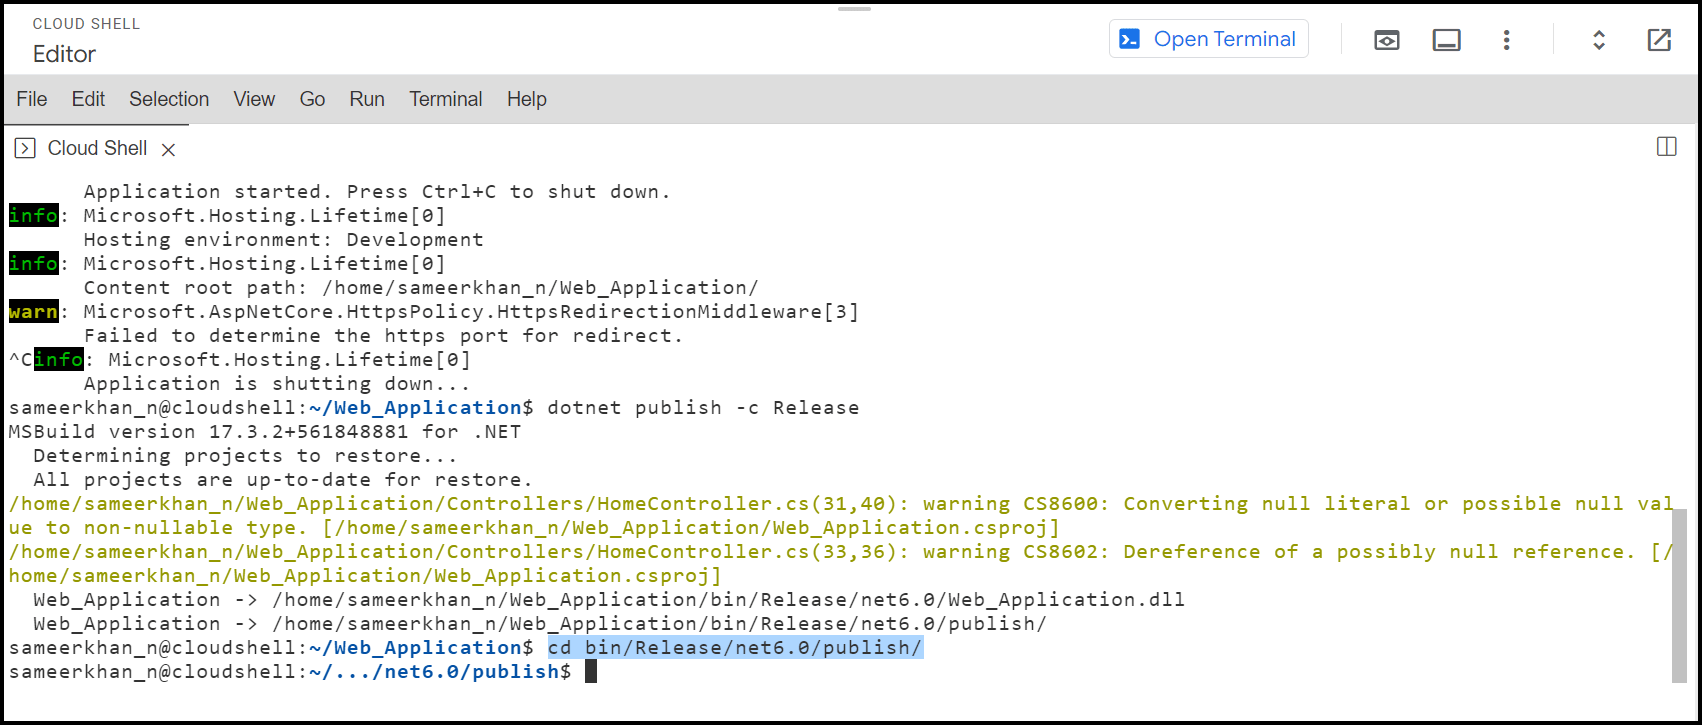 CLOUD SHELL
Editor
Open Terminal
File Edit Selection View Go Run Terminal Help
Cloud Shell
Application started. Press Ctrl+C to shut down.
info: Microsoft.Hosting.Lifetime[0]
Hosting environment: Development
info: Microsoft.Hosting.Lifetime[0]
Content root path: /home/sameerkhan_n/Web_Application/
warn: Microsoft.AspNetCore.HttpsPolicy.HttpsRedirectionMiddleware[3]
Failed to determine the https port for redirect.
^Cinfo: Microsoft.Hosting.Lifetime[0]
Application is shutting down...
sameerkhan_n@cloudshell:~/Web_Application$ dotnet publish -c Release
MSBuild version 17.3.2+561848881 for .NET
Determining projects to restore...
All projects are up-to-date for restore.
/home/sameerkhan_n/Web_Application/Controllers/HomeController.cs(31,40): warning CS8600: Converting null literal or possible null val
ue to non-nullable type. [/home/sameerkhan_n/Web_Application/Web_Application.csproj]
/home/sameerkhan_n/Web_Application/Controllers/HomeController.cs(33,36): warning CS8602: Dereference of a possibly null reference. [/
home/sameerkhan_n/Web_Application/Web_Application.csproj]
Web_Application -> /home/sameerkhan_n/Web_Application/bin/Release/net6.0/Web_Application.dll
Web_Application -> /home/sameerkhan_n/Web_Application/bin/Release/net6.0/publish/
sameerkhan_n@cloudshell:~/Web_Application$ cd bin/Release/net6.0/publish/
sameerkhan_n@cloudshell:~/.../net6.0/publish$